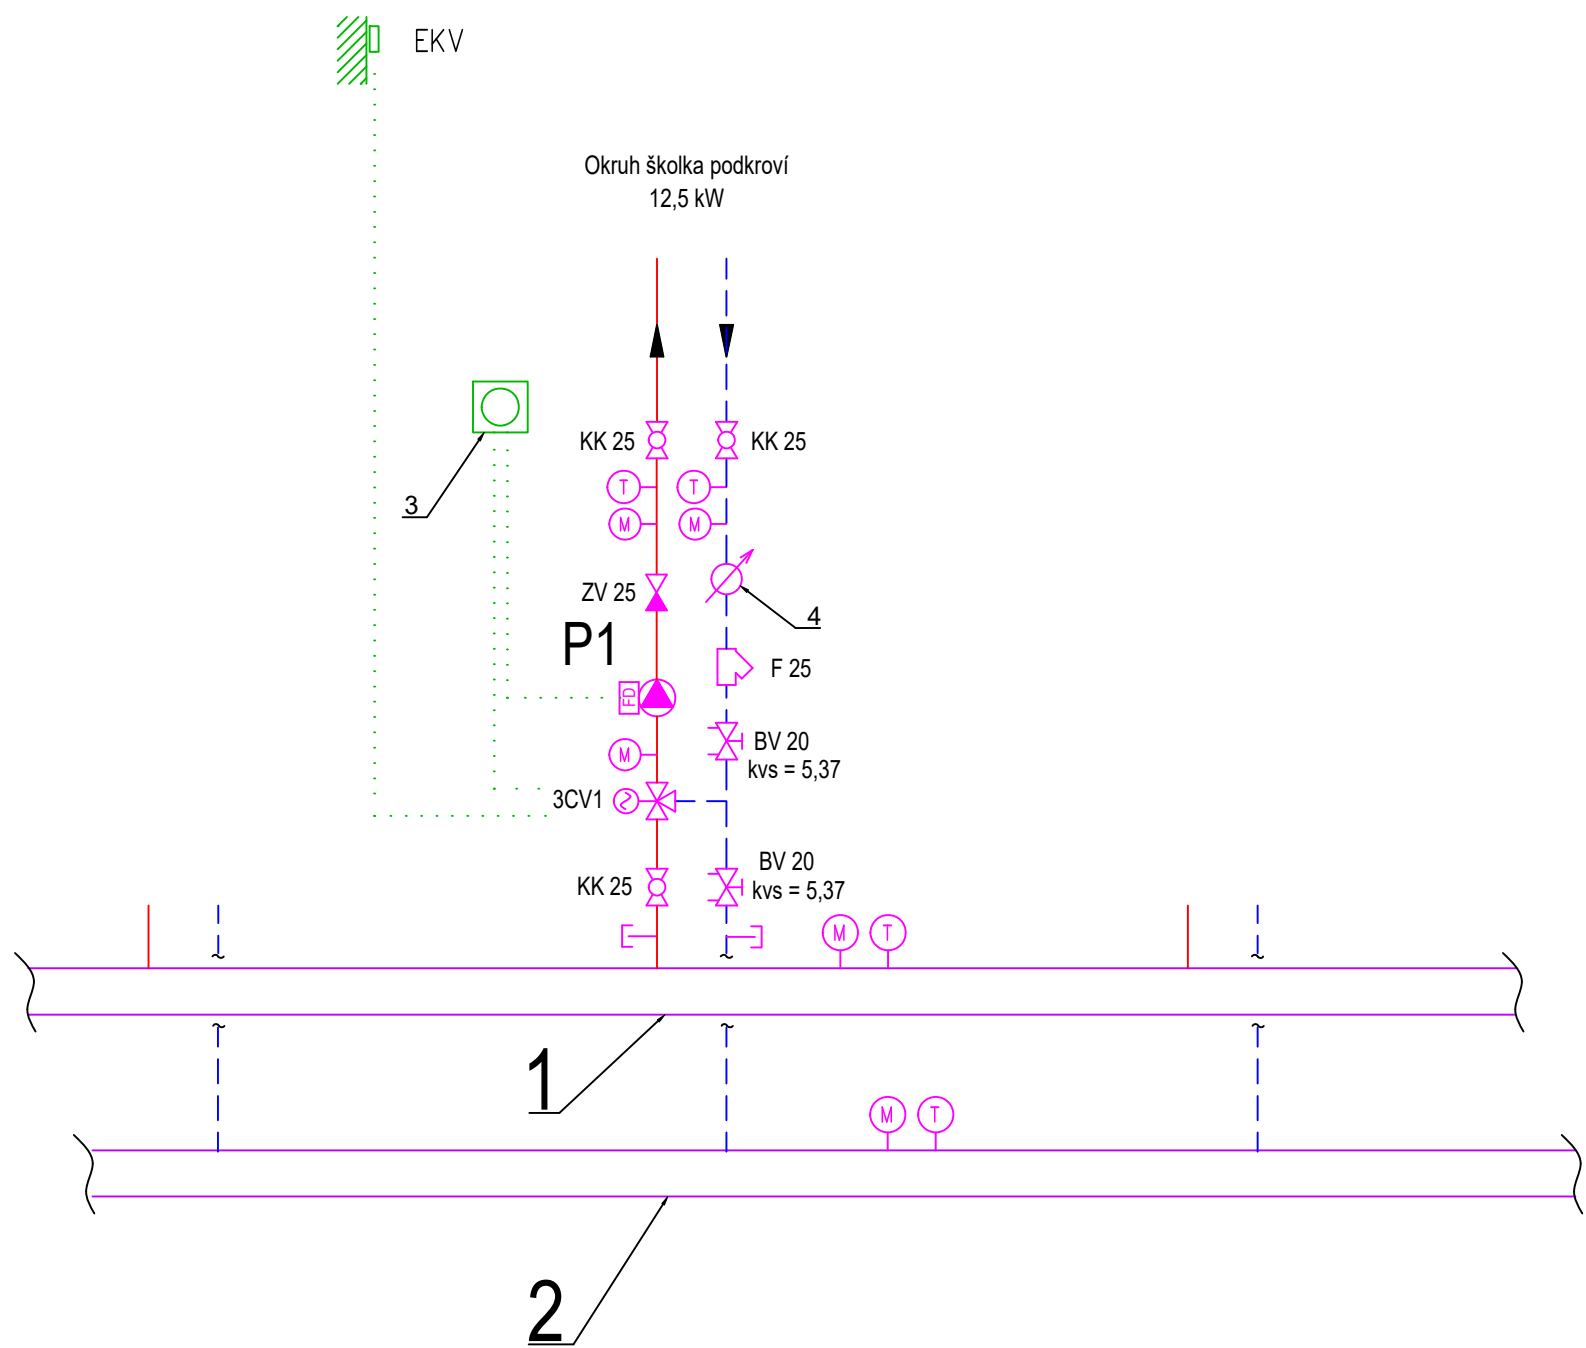 EKV
Okruh školka podkroví
12,5 kW
KK 25
KK 25
T
T
3
M
M
ZV 25
4
P1
F 25
FD
BV 20
M
kvs = 5,37
3CV1
BV 20
KK 25
kvs = 5,37
M
T
1
M
T
2